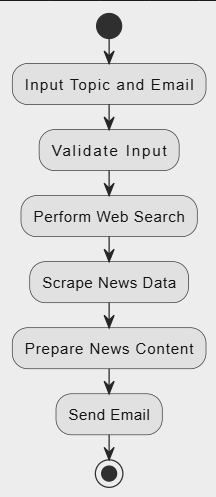 Input Topic and Email
Validate Input
Perform Web Search
Scrape News Data
Prepare News Content
Send Email